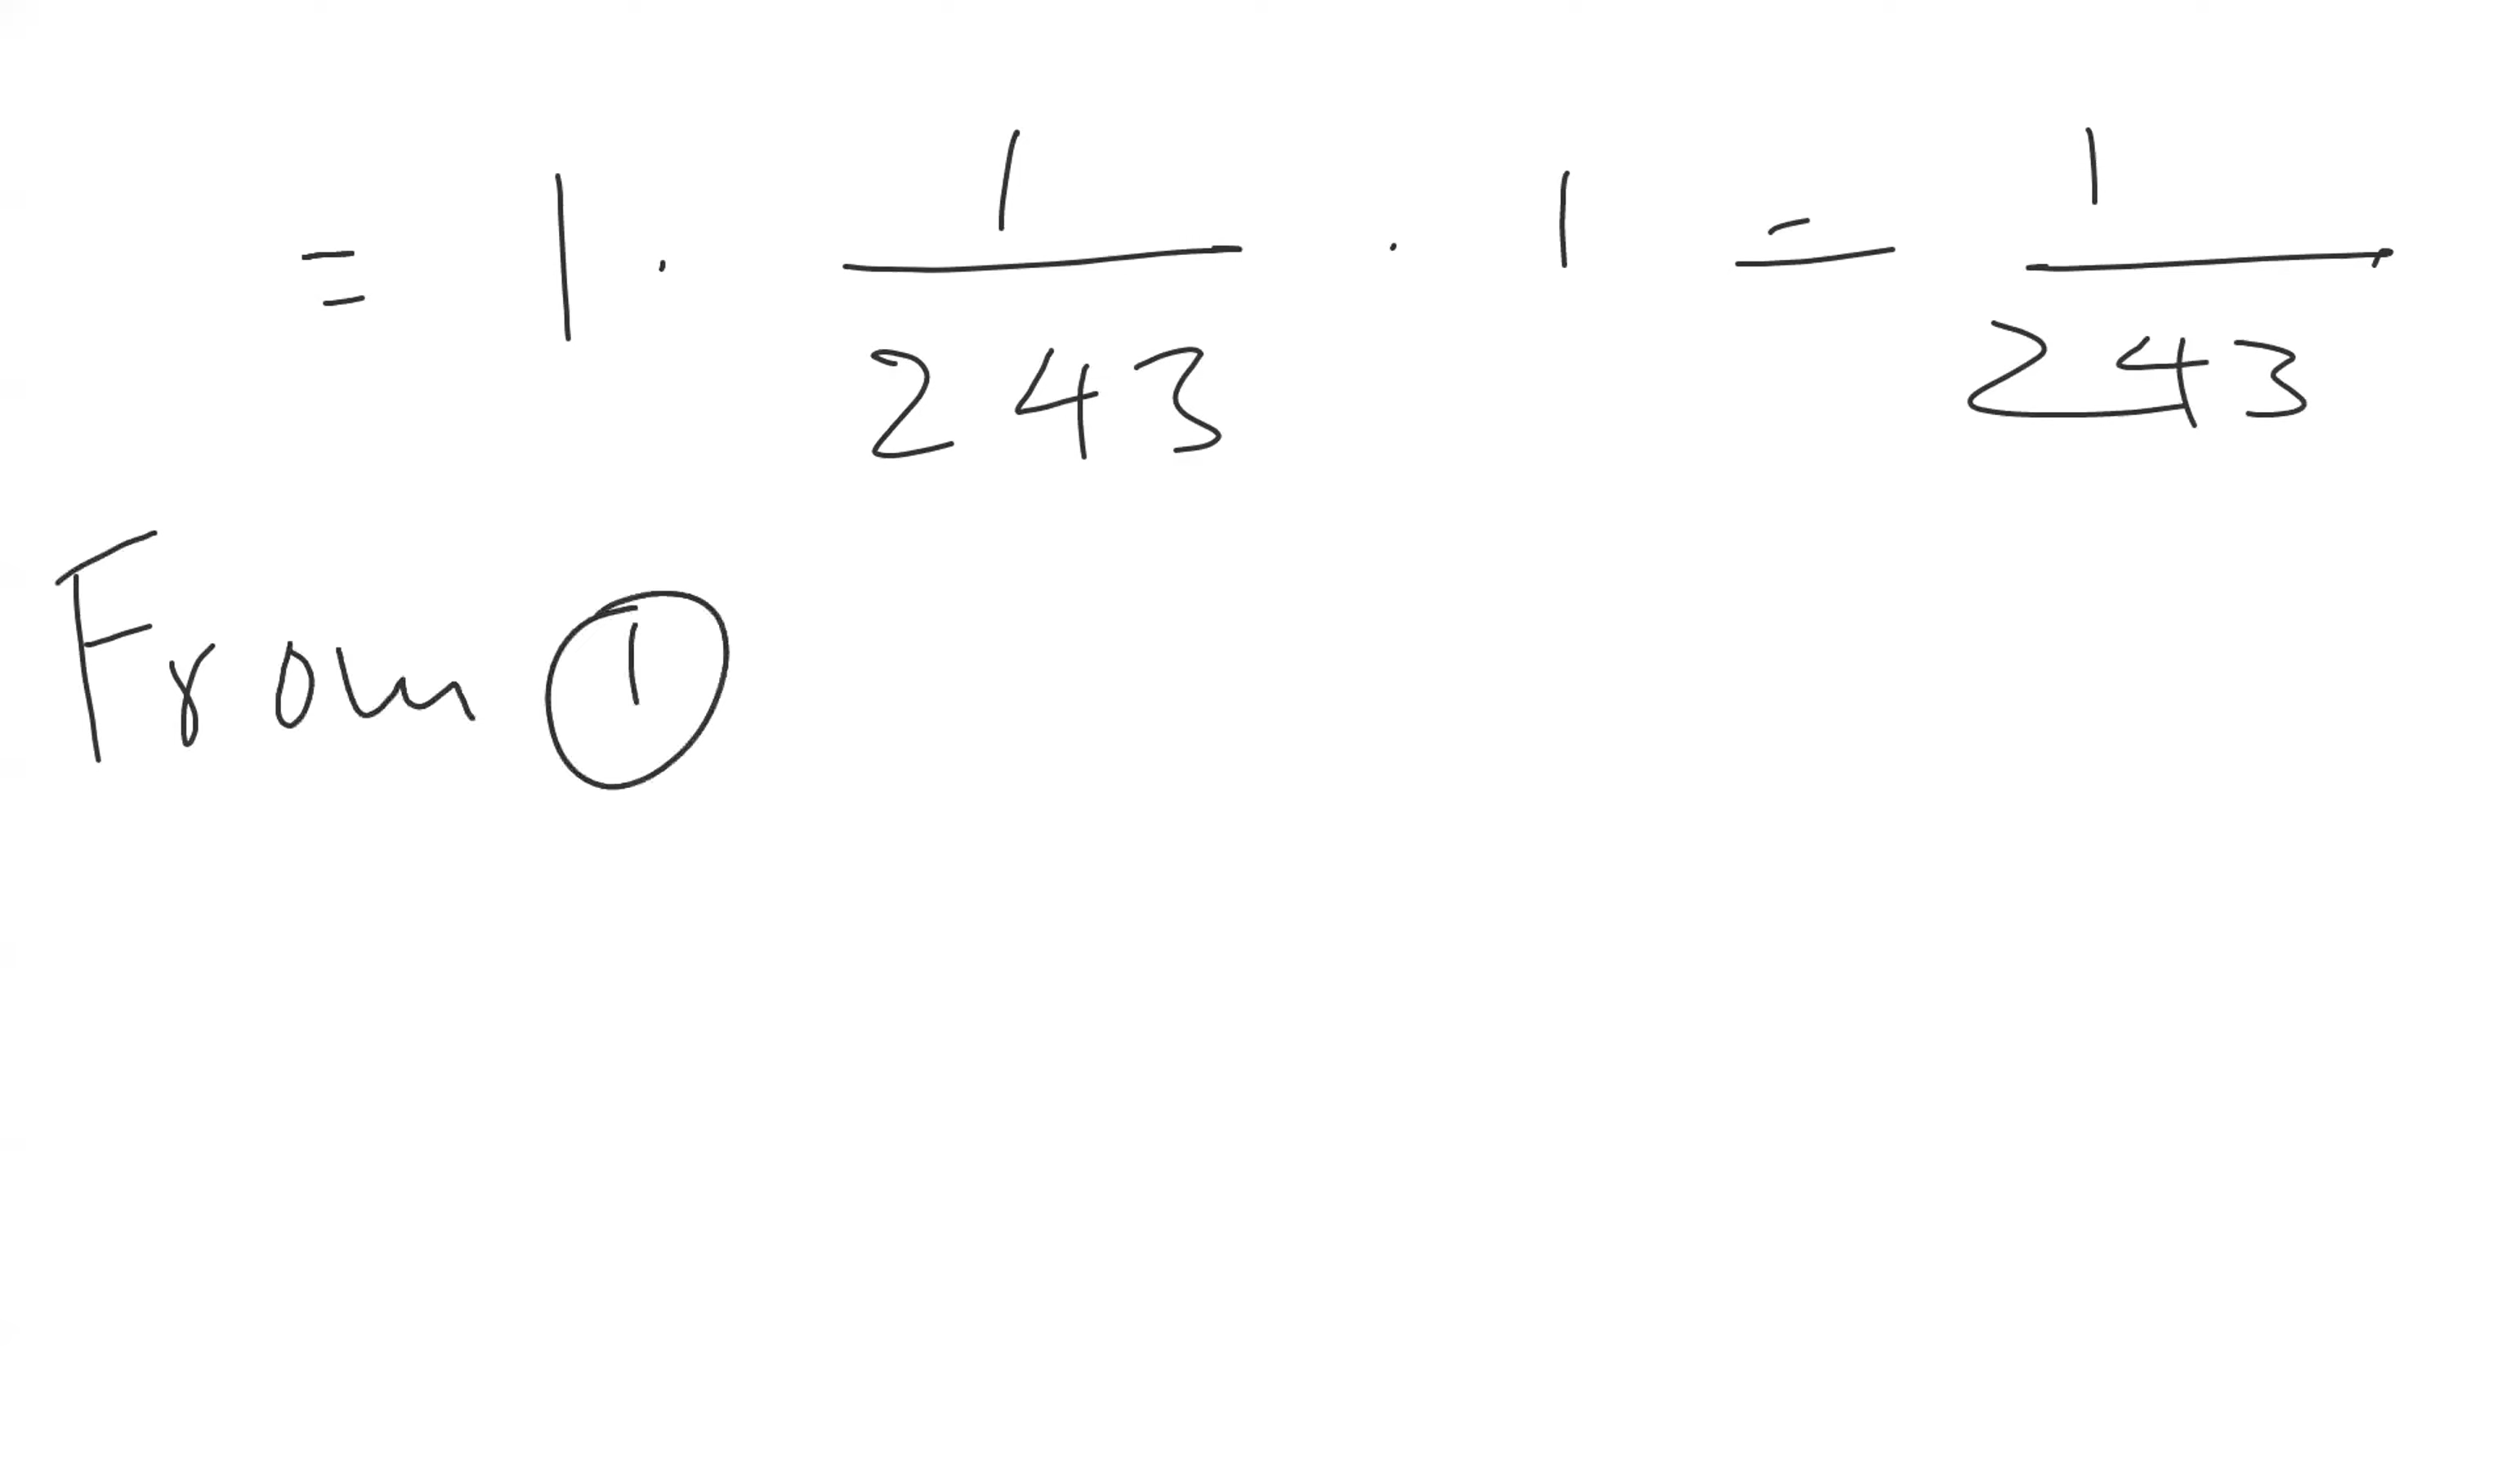 = 1 · 1/243 · 1 = 1/243
From ①